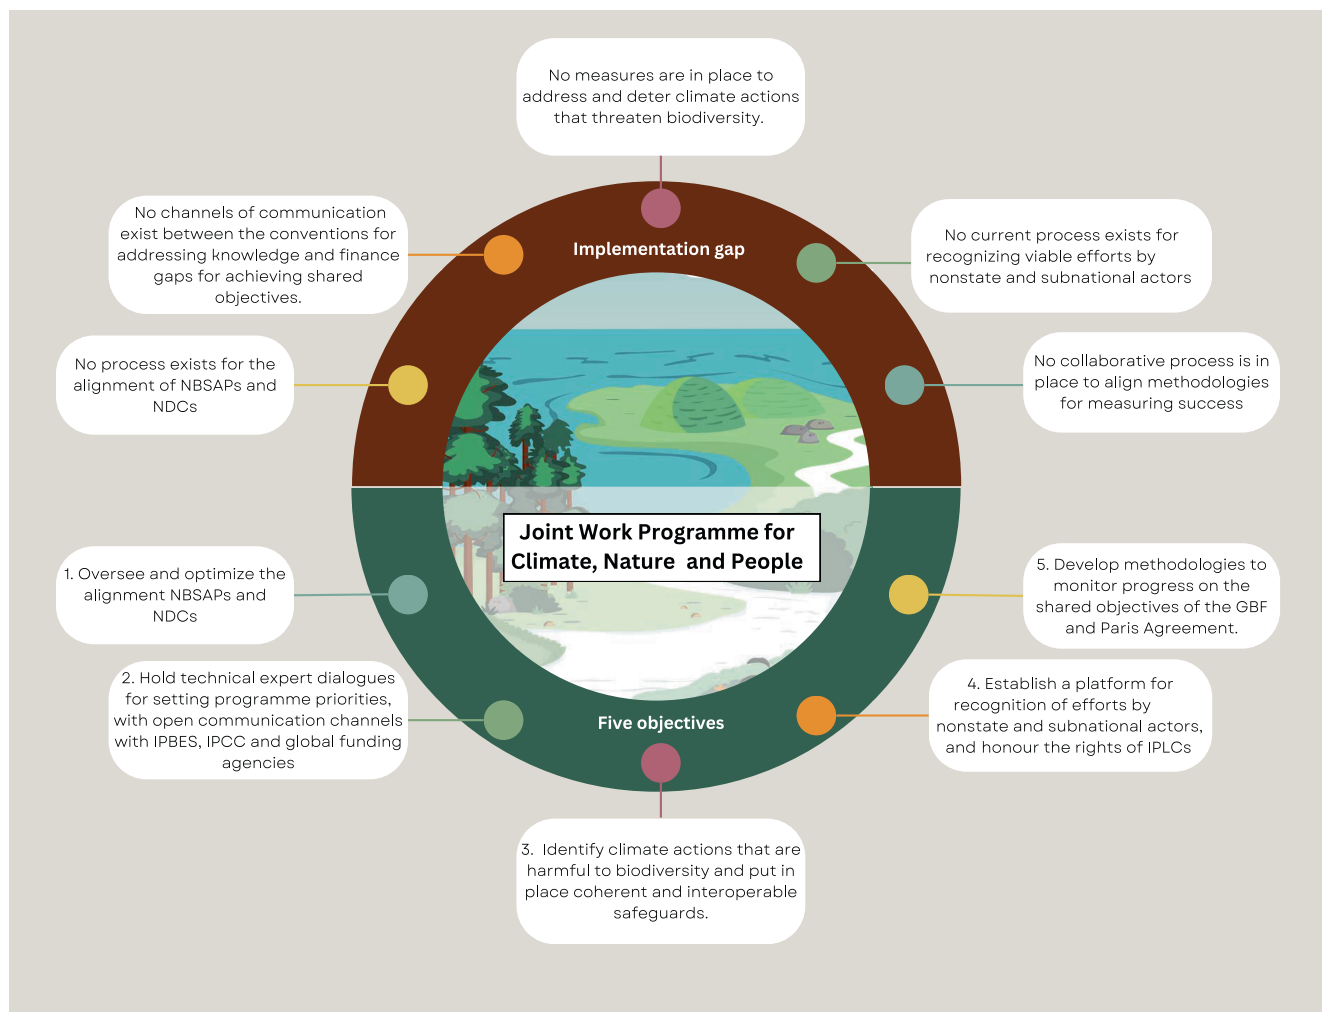 No measures are in place to
address and deter climate actions
that threaten biodiversity.
No channels of communication
exist between the conventions for
addressing knowledge and finance
gaps for achieving shared
objectives.
No current process exists for
recognizing viable efforts by
nonstate and subnational actors
Implementation gap
No process exists for the
alignment of NBSAPs and
NDCs
No collaborative process is in
place to align methodologies
for measuring success
Joint Work Programme for
Climate, Nature and People
1. Oversee and optimize the
alignment NBSAPs and
NDCs
5. Develop methodologies to
monitor progress on the
shared objectives of the GBF
and Paris Agreement.
2. Hold technical expert dialogues
for setting programme priorities,
with open communication channels
with IPBES, IPCC and global funding
agencies
4. Establish a platform for
recognition of efforts by
nonstate and subnational actors,
and honour the rights of IPLCs
Five objectives
3. Identify climate actions that are
harmful to biodiversity and put in
place coherent and interoperable
safeguards.